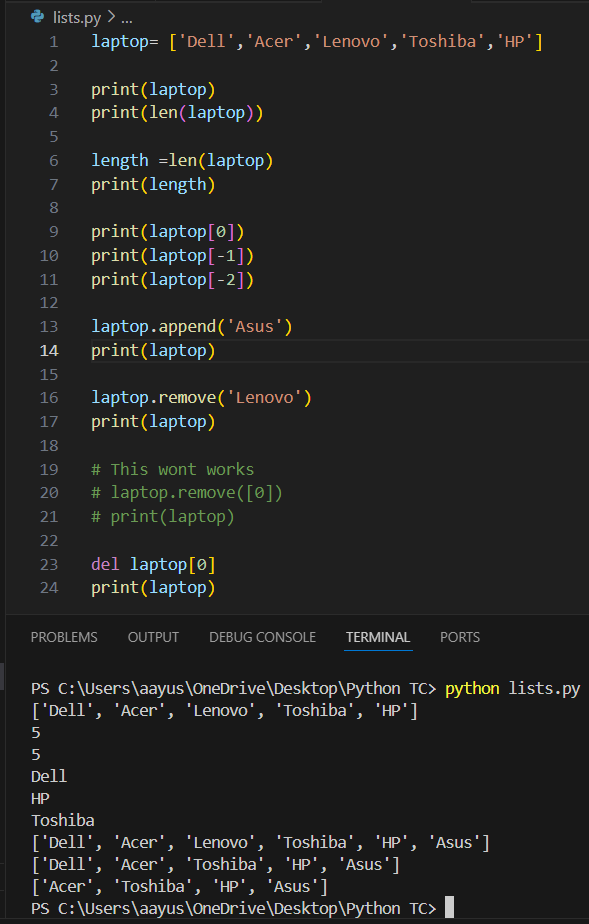 lists.py > ...
1 laptop= ['Dell','Acer','Lenovo','Toshiba','HP']
2
3 print(laptop)
4 print(len(laptop))
5
6 length =len(laptop)
7 print(length)
8
9 print(laptop[0])
10 print(laptop[-1])
11 print(laptop[-2])
12
13 laptop.append('Asus')
14 print(laptop)
15
16 laptop.remove('Lenovo')
17 print(laptop)
18
19 # This wont works
20 # laptop.remove([0])
21 # print(laptop)
22
23 del laptop[0]
24 print(laptop)
PROBLEMS OUTPUT DEBUG CONSOLE TERMINAL PORTS
PS C:\Users\aayus\OneDrive\Desktop\Python TC> python lists.py
['Dell', 'Acer', 'Lenovo', 'Toshiba', 'HP']
5
5
Dell
HP
Toshiba
['Dell', 'Acer', 'Lenovo', 'Toshiba', 'HP', 'Asus']
['Dell', 'Acer', 'Toshiba', 'HP', 'Asus']
['Acer', 'Toshiba', 'HP', 'Asus']
PS C:\Users\aayus\OneDrive\Desktop\Python TC>